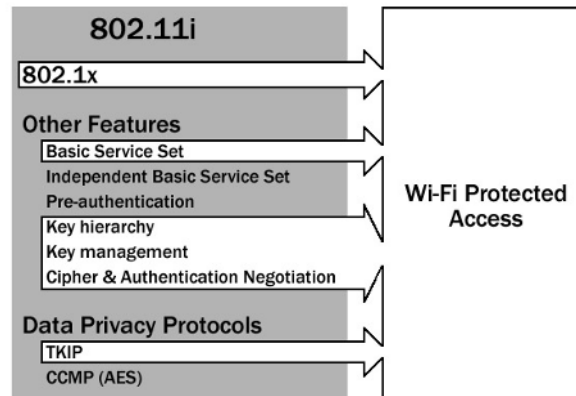 802.11i
802.1x
Other Features
Basic Service Set
Independent Basic Service Set
Pre-authentication
Key hierarchy
Key management
Cipher & Authentication Negotiation
Data Privacy Protocols
TKIP
CCMP (AES)
Wi-Fi Protected
Access